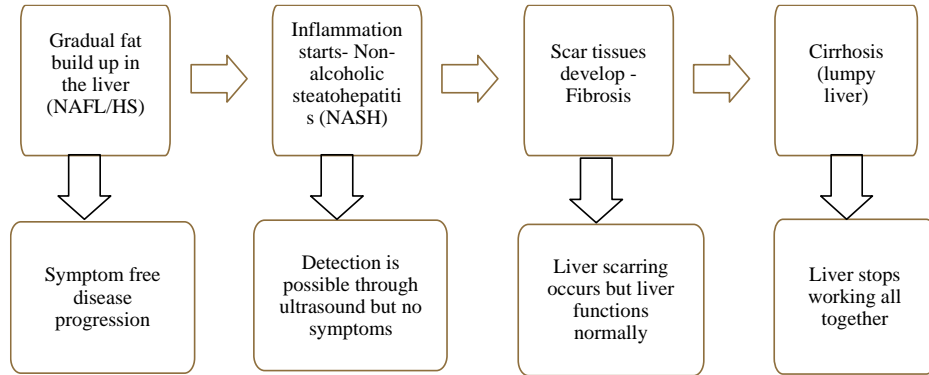 Gradual fat
build up in
the liver
(NAFL/HS)
Inflammation
starts- Non-
alcoholic
steatohepatiti
s (NASH)
Scar tissues
develop -
Fibrosis
Cirrhosis
(lumpy
liver)
Symptom free
disease
progression
Detection is
possible through
ultrasound but no
symptoms
Liver scarring
occurs but liver
functions
normally
Liver stops
working all
together